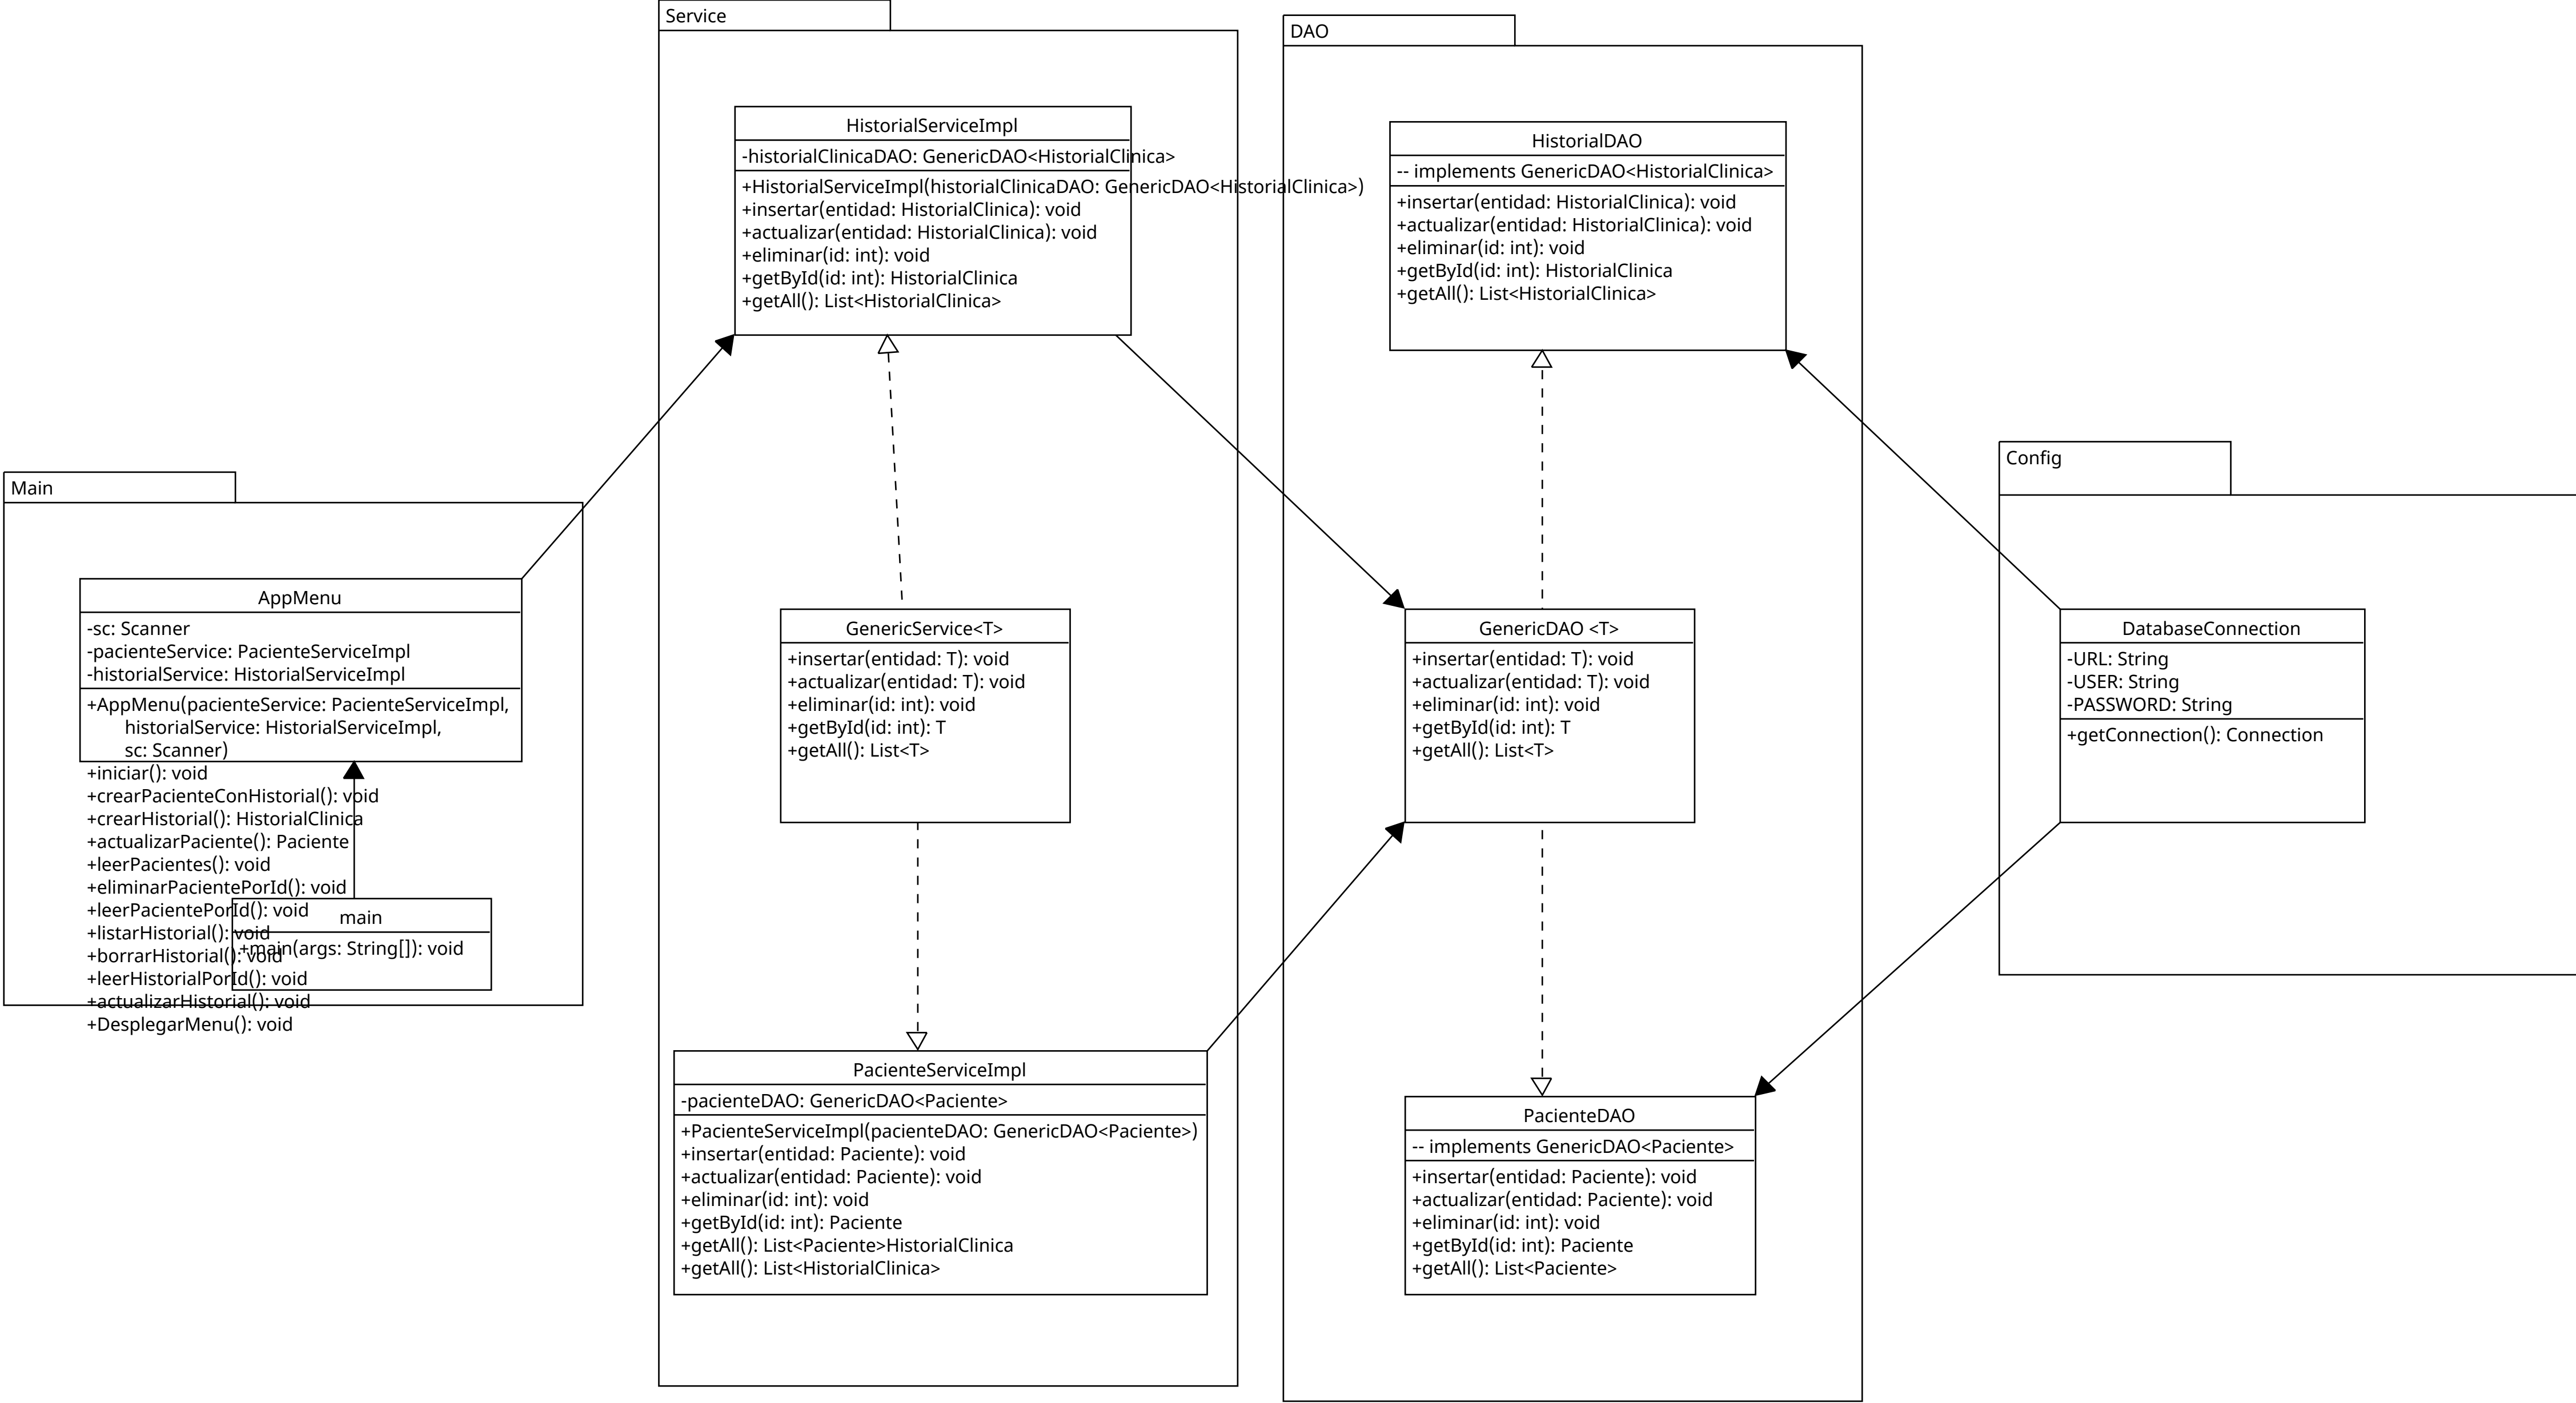 Service
HistorialServiceImpl
-historialClinicaDAO: GenericDAO<HistorialClinica>
+HistorialServiceImpl(historialClinicaDAO: GenericDAO<HistorialClinica>)
+insertar(entidad: HistorialClinica): void
+actualizar(entidad: HistorialClinica): void
+eliminar(id: int): void
+getById(id: int): HistorialClinica
+getAll(): List<HistorialClinica>
DAO
HistorialDAO
-- implements GenericDAO<HistorialClinica>
+insertar(entidad: HistorialClinica): void
+actualizar(entidad: HistorialClinica): void
+eliminar(id: int): void
+getById(id: int): HistorialClinica
+getAll(): List<HistorialClinica>
Main
AppMenu
-sc: Scanner
-pacienteService: PacienteServiceImpl
-historialService: HistorialServiceImpl
+AppMenu(pacienteService: PacienteServiceImpl,
historialService: HistorialServiceImpl,
sc: Scanner)
+iniciar(): void
+crearPacienteConHistorial(): void
+crearHistorial(): HistorialClinica
+actualizarPaciente(): Paciente
+leerPacientes(): void
+eliminarPacientePorId(): void
+leerPacientePorId(): void
+listarHistorial(): void
+borrarHistorial(): void
+leerHistorialPorId(): void
+actualizarHistorial(): void
+DesplegarMenu(): void
main
+main(args: String[]): void
GenericService<T>
+insertar(entidad: T): void
+actualizar(entidad: T): void
+eliminar(id: int): void
+getById(id: int): T
+getAll(): List<T>
GenericDAO <T>
+insertar(entidad: T): void
+actualizar(entidad: T): void
+eliminar(id: int): void
+getById(id: int): T
+getAll(): List<T>
Config
DatabaseConnection
-URL: String
-USER: String
-PASSWORD: String
+getConnection(): Connection
PacienteServiceImpl
-pacienteDAO: GenericDAO<Paciente>
+PacienteServiceImpl(pacienteDAO: GenericDAO<Paciente>)
+insertar(entidad: Paciente): void
+actualizar(entidad: Paciente): void
+eliminar(id: int): void
+getById(id: int): Paciente
+getAll(): List<Paciente>HistorialClinica
+getAll(): List<HistorialClinica>
PacienteDAO
-- implements GenericDAO<Paciente>
+insertar(entidad: Paciente): void
+actualizar(entidad: Paciente): void
+eliminar(id: int): void
+getById(id: int): Paciente
+getAll(): List<Paciente>